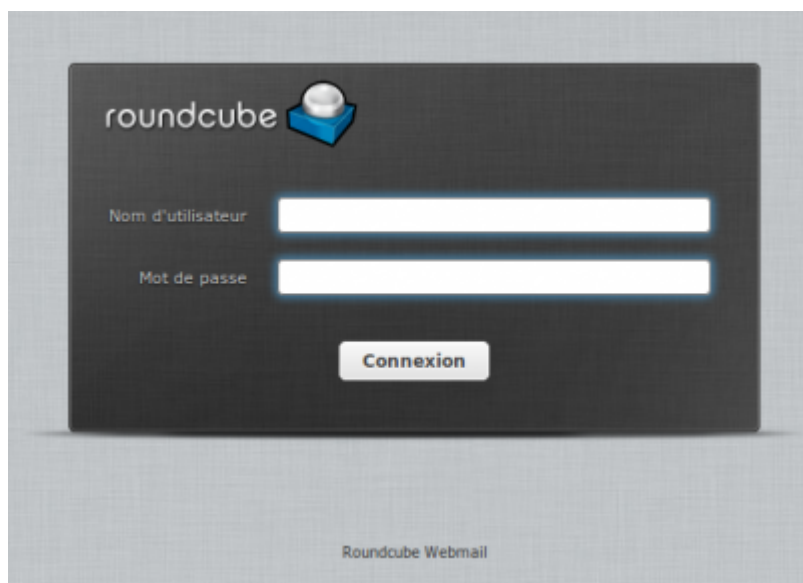 roundcube
Nom d'utilisateur
Mot de passe
Connexion
Roundcube Webmail